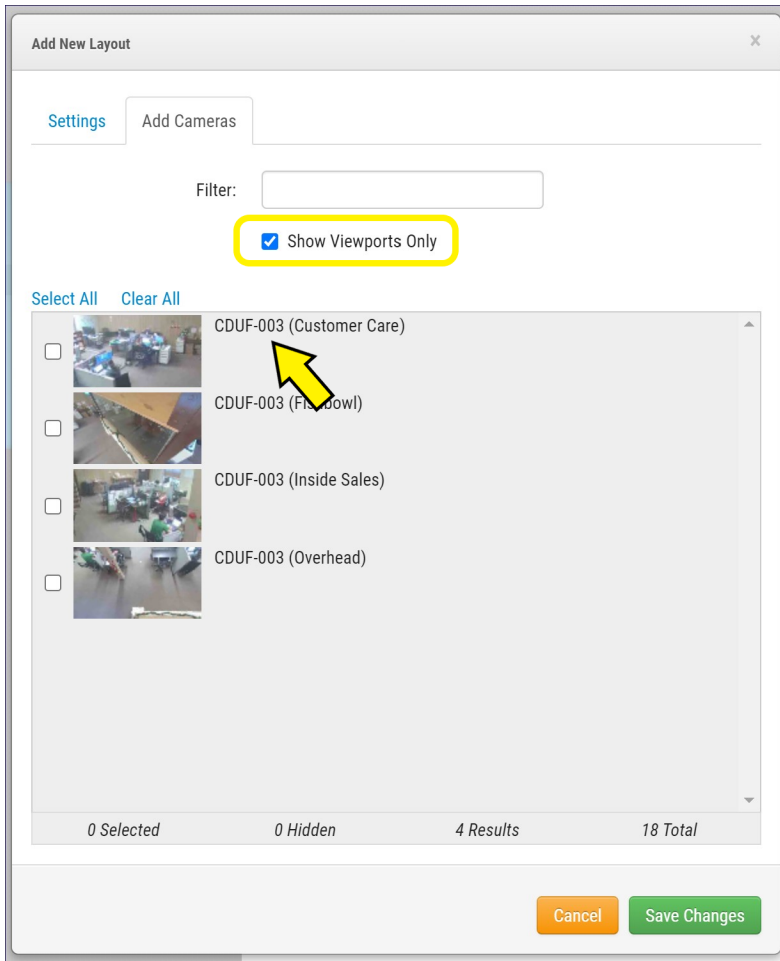 Add New Layout ×
Settings Add Cameras
Filter:
Show Viewports Only
Select All Clear All
CDUF-003 (Customer Care)
CDUF-003 (Fishbowl)
CDUF-003 (Inside Sales)
CDUF-003 (Overhead)
0 Selected 0 Hidden 4 Results 18 Total
Cancel Save Changes